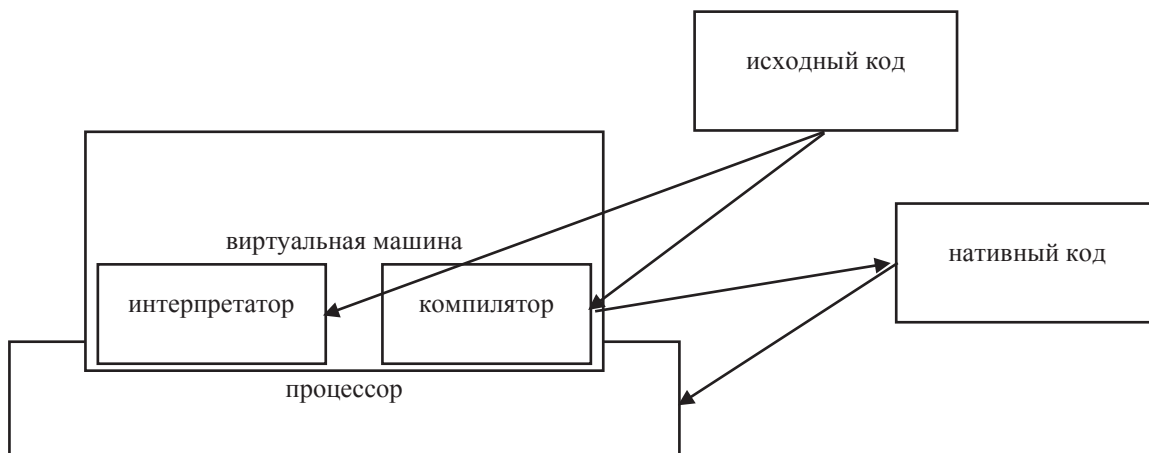 исходный код
виртуальная машина
нативный код
интерпретатор
компилятор
процессор